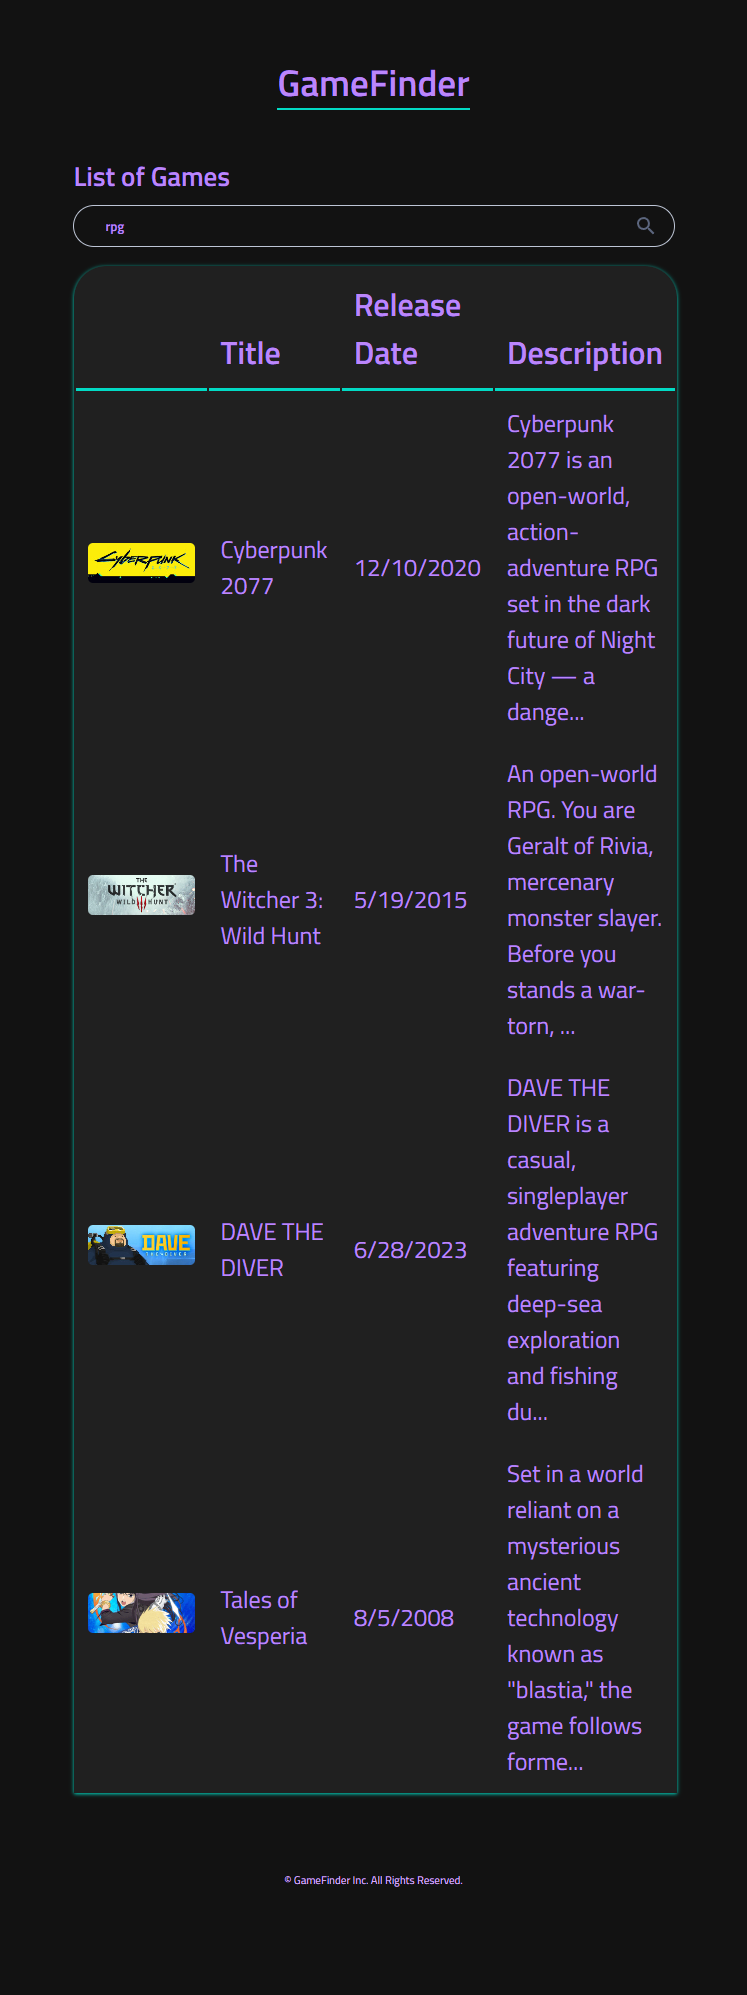 GameFinder
List of Games
rpg
Release
Title Date Description
Cyberpunk
2077 is an
open-world,
action-
adventure RPG
set in the dark
future of Night
City — a
dange...
CYBERPUNK
2077
Cyberpunk
2077
12/10/2020
An open-world
RPG. You are
Geralt of Rivia,
mercenary
monster slayer.
Before you
stands a war-
torn, ...
THE
WITCHER
WILD HUNT
The
Witcher 3:
Wild Hunt
5/19/2015
DAVE THE
DIVER is a
casual,
singleplayer
adventure RPG
featuring
deep-sea
exploration
and fishing
du...
DAVE
THE DIVER
DAVE THE
DIVER
6/28/2023
Set in a world
reliant on a
mysterious
ancient
technology
known as
"blastia," the
game follows
forme...
Tales of
Vesperia
8/5/2008
© GameFinder Inc. All Rights Reserved.